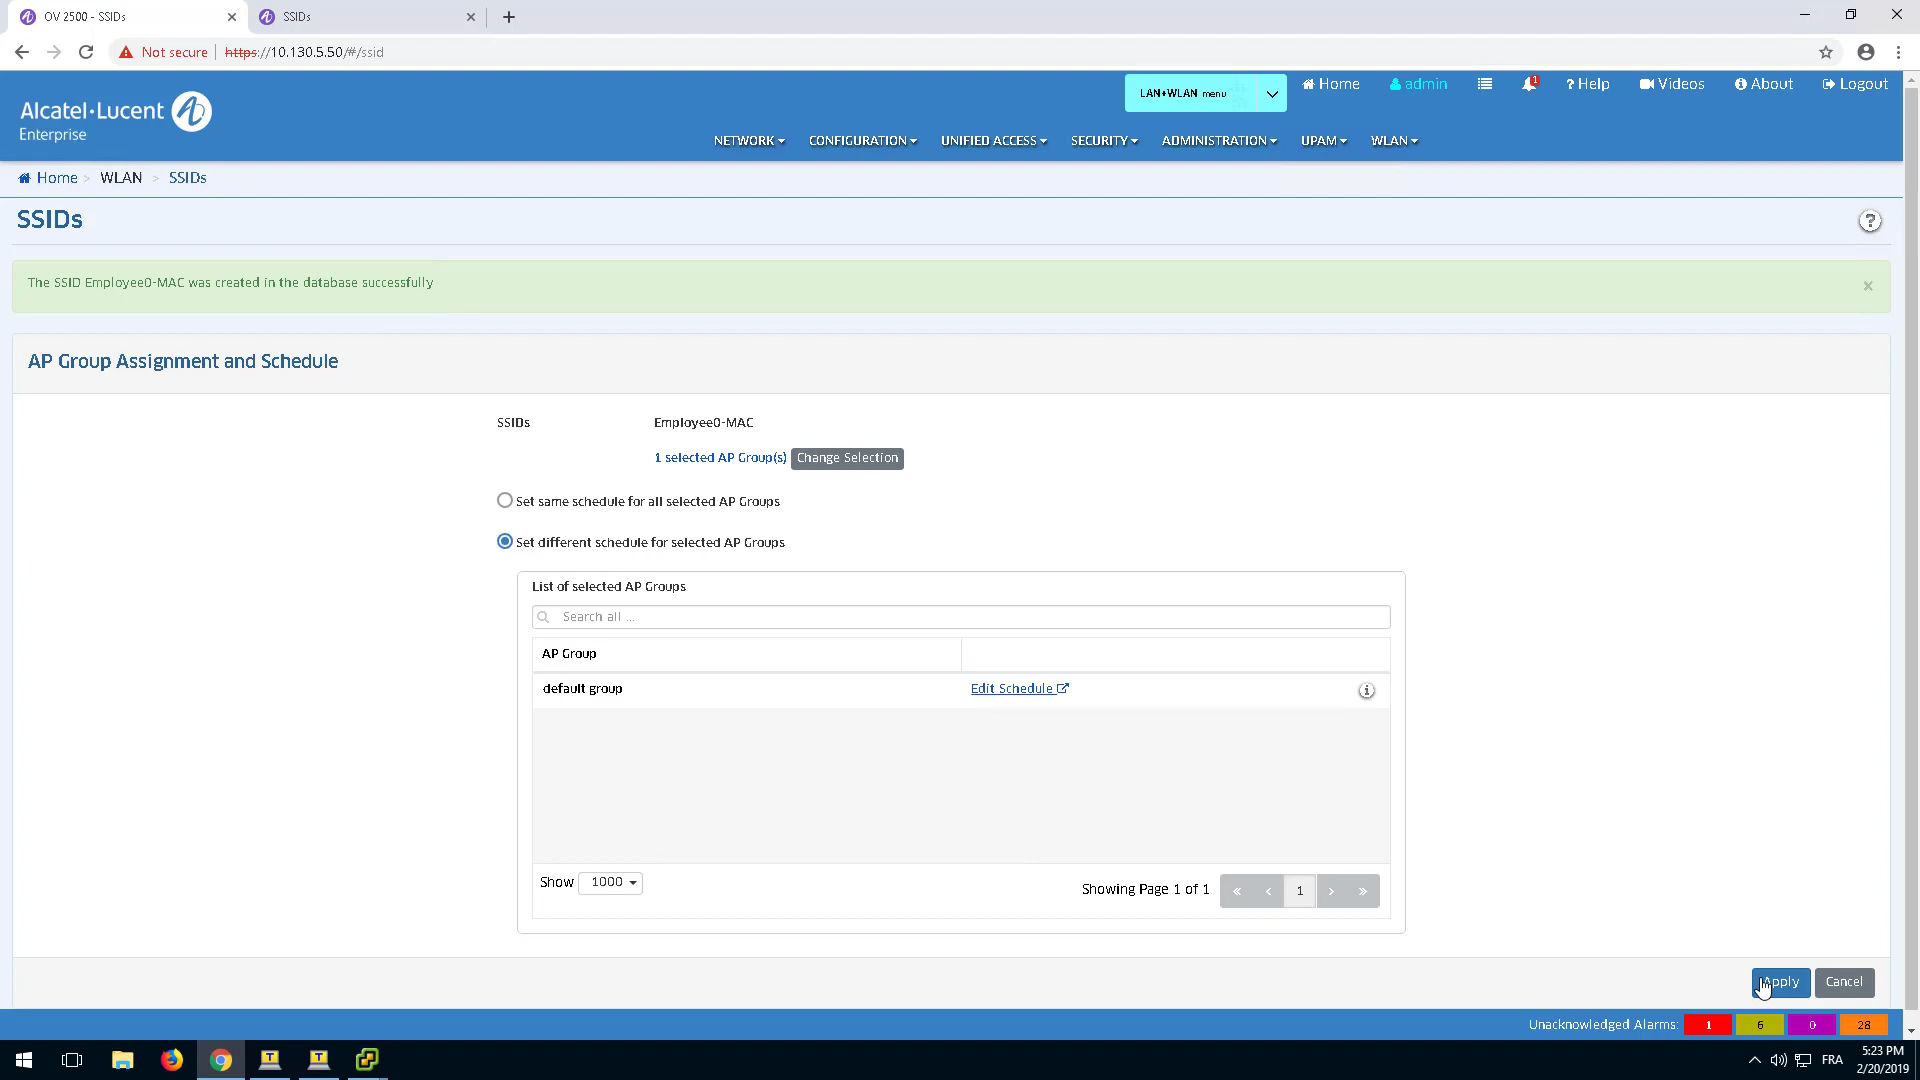 OV 2500 - SSIDs
SSIDs
Not secure
https://10.130.5.50/#/ssid
LAN+WLAN menu
Home
admin
1
? Help
Videos
About
Logout
Alcatel·Lucent
Enterprise
NETWORK
CONFIGURATION
UNIFIED ACCESS
SECURITY
ADMINISTRATION
UPAM
WLAN
Home > WLAN > SSIDs
SSIDs
?
The SSID Employee0-MAC was created in the database successfully
×
AP Group Assignment and Schedule
SSIDs
Employee0-MAC
1 selected AP Group(s)
Change Selection
Set same schedule for all selected AP Groups
Set different schedule for selected AP Groups
List of selected AP Groups
Search all ...
AP Group
default group
Edit Schedule
Show 1000
Showing Page 1 of 1
« ‹ 1 › »
Apply
Cancel
Unacknowledged Alarms: 1 6 0 28
FRA
5:23 PM
2/20/2019